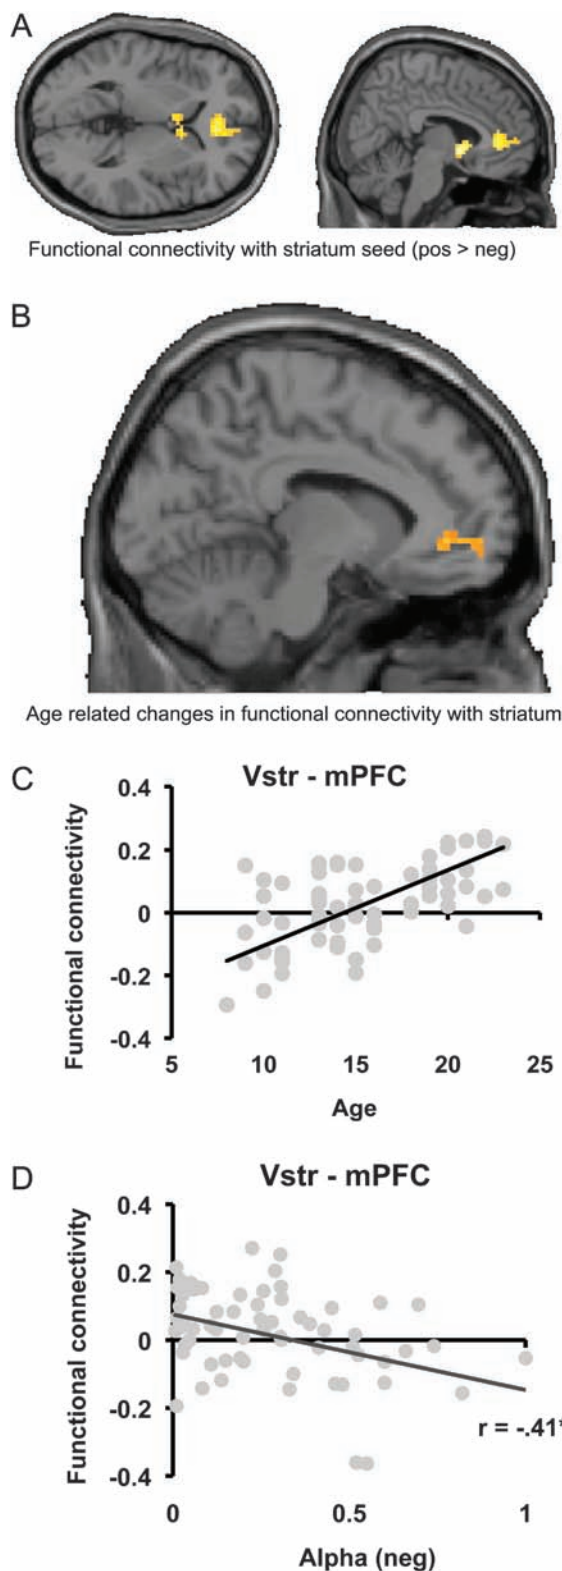 A
Functional connectivity with striatum seed (pos > neg)
B
Age related changes in functional connectivity with striatum
C
Vstr - mPFC
Functional connectivity
0.4
0.2
0
-0.2
-0.4
5
10
15
20
25
Age
D
Vstr - mPFC
Functional connectivity
0.4
0.2
0
-0.2
-0.4
r = -.41*
0
0.5
1
Alpha (neg)